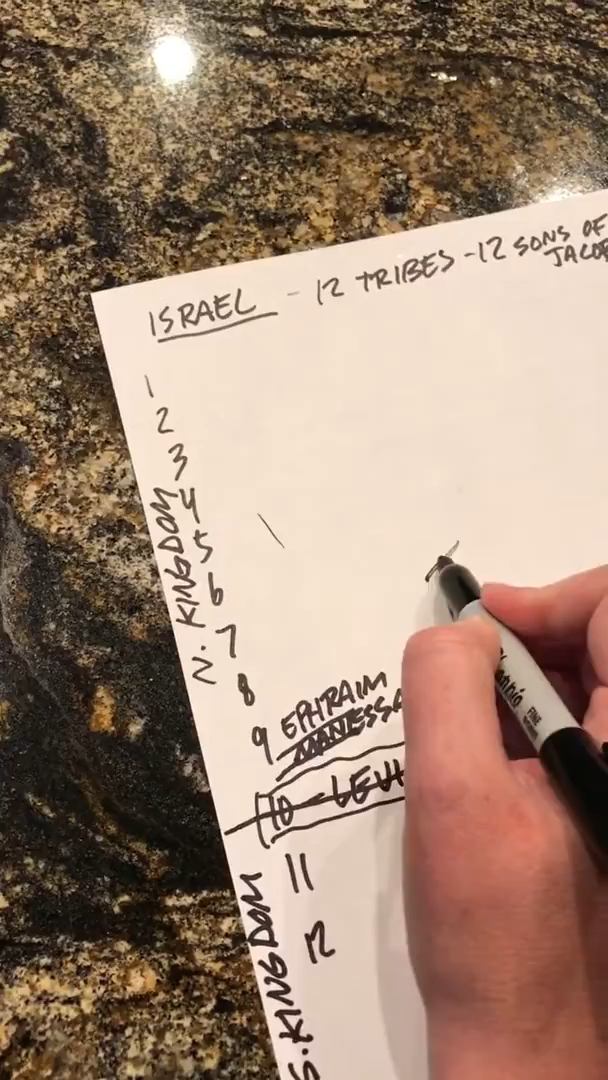 ISRAEL - 12 TRIBES - 12 SONS OF
JACOB
1
2
3
4
5
6
7
8
9 EPHRAIM
MANESSA
10 - LEVI
11
12
N. KINGDOM
S. KINGDOM
FINE